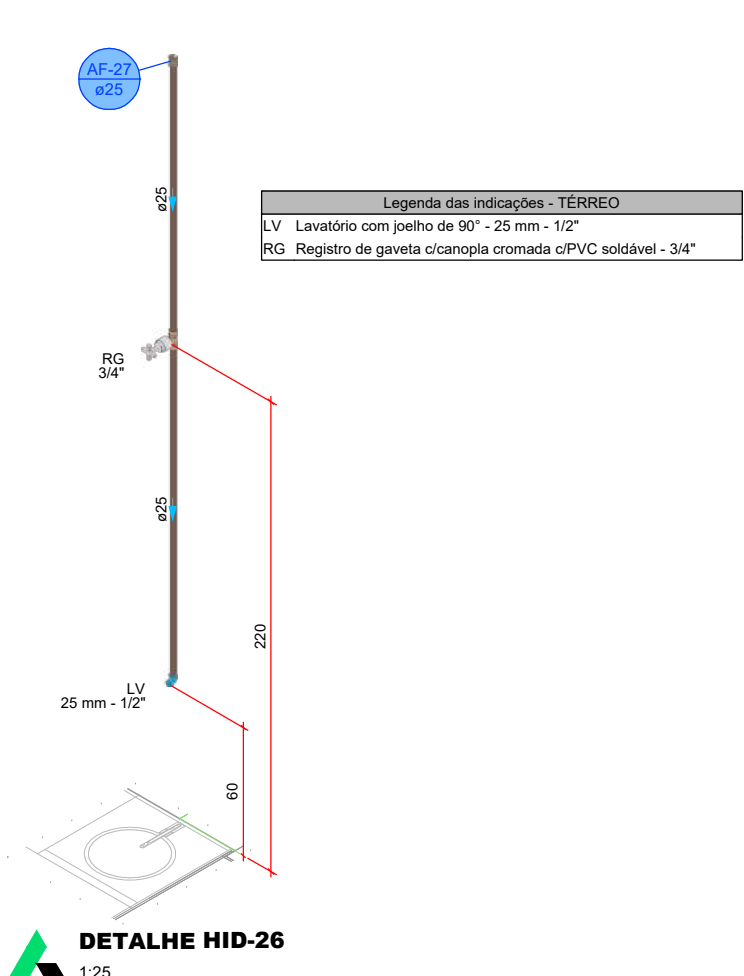 AF-27
ø25
ø25
Legenda das indicações - TÉRREO
LV Lavatório com joelho de 90° - 25 mm - 1/2"
RG Registro de gaveta c/canopla cromada c/PVC soldável - 3/4"
RG
3/4"
ø25
220
LV
25 mm - 1/2"
60
DETALHE HID-26
1:25